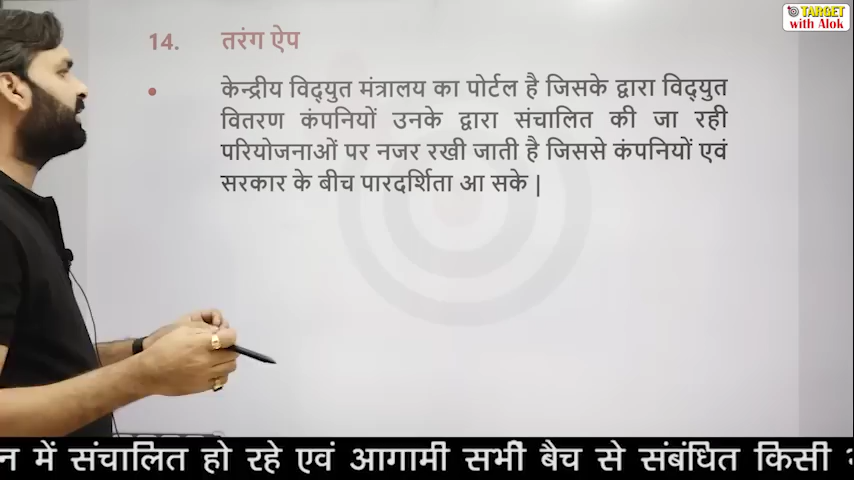 TARGET
with Alok
14. तरंग ऐप
• केन्द्रीय विद्युत मंत्रालय का पोर्टल है जिसके द्वारा विद्युत
वितरण कंपनियों उनके द्वारा संचालित की जा रही
परियोजनाओं पर नजर रखी जाती है जिससे कंपनियों एवं
सरकार के बीच पारदर्शिता आ सके |
न में संचालित हो रहे एवं आगामी सभी बैच से संबंधित किसी